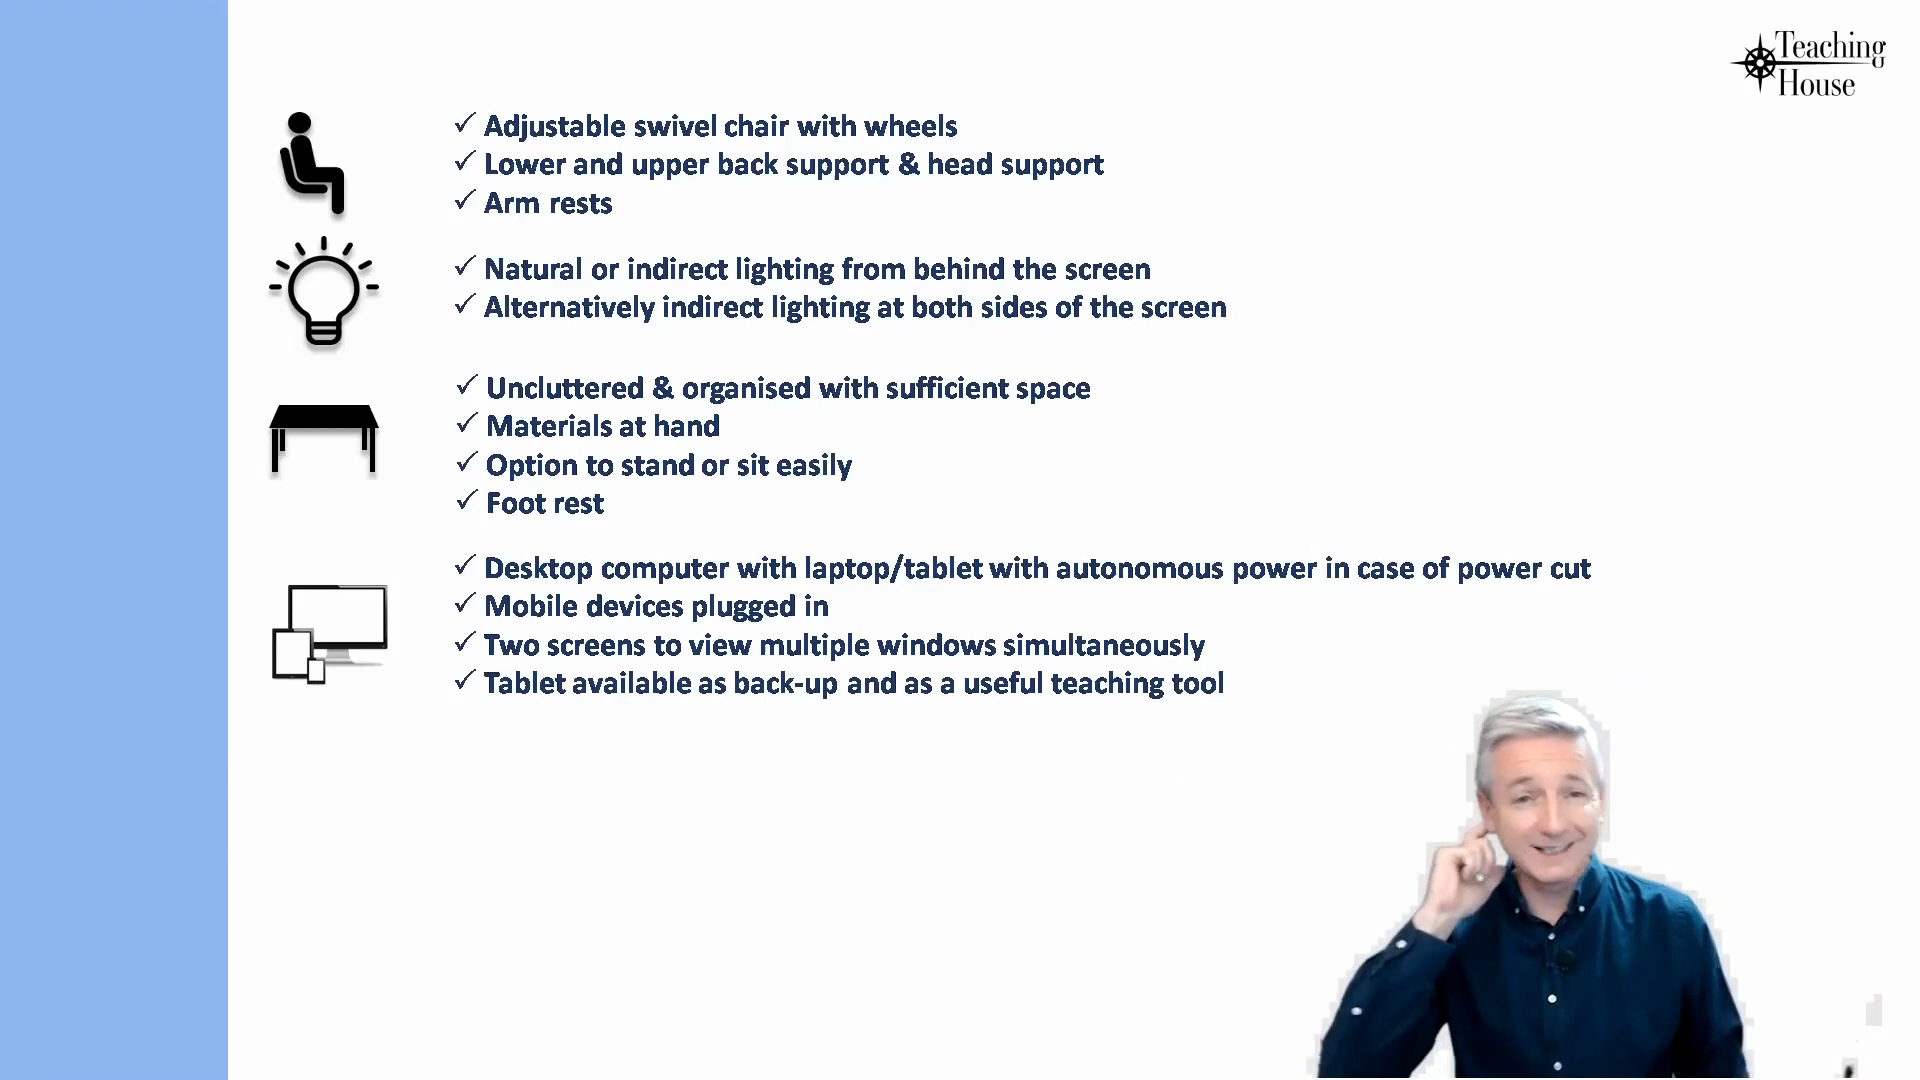 Teaching
House
✓ Adjustable swivel chair with wheels
✓ Lower and upper back support & head support
✓ Arm rests
✓ Natural or indirect lighting from behind the screen
✓ Alternatively indirect lighting at both sides of the screen
✓ Uncluttered & organised with sufficient space
✓ Materials at hand
✓ Option to stand or sit easily
✓ Foot rest
✓ Desktop computer with laptop/tablet with autonomous power in case of power cut
✓ Mobile devices plugged in
✓ Two screens to view multiple windows simultaneously
✓ Tablet available as back-up and as a useful teaching tool